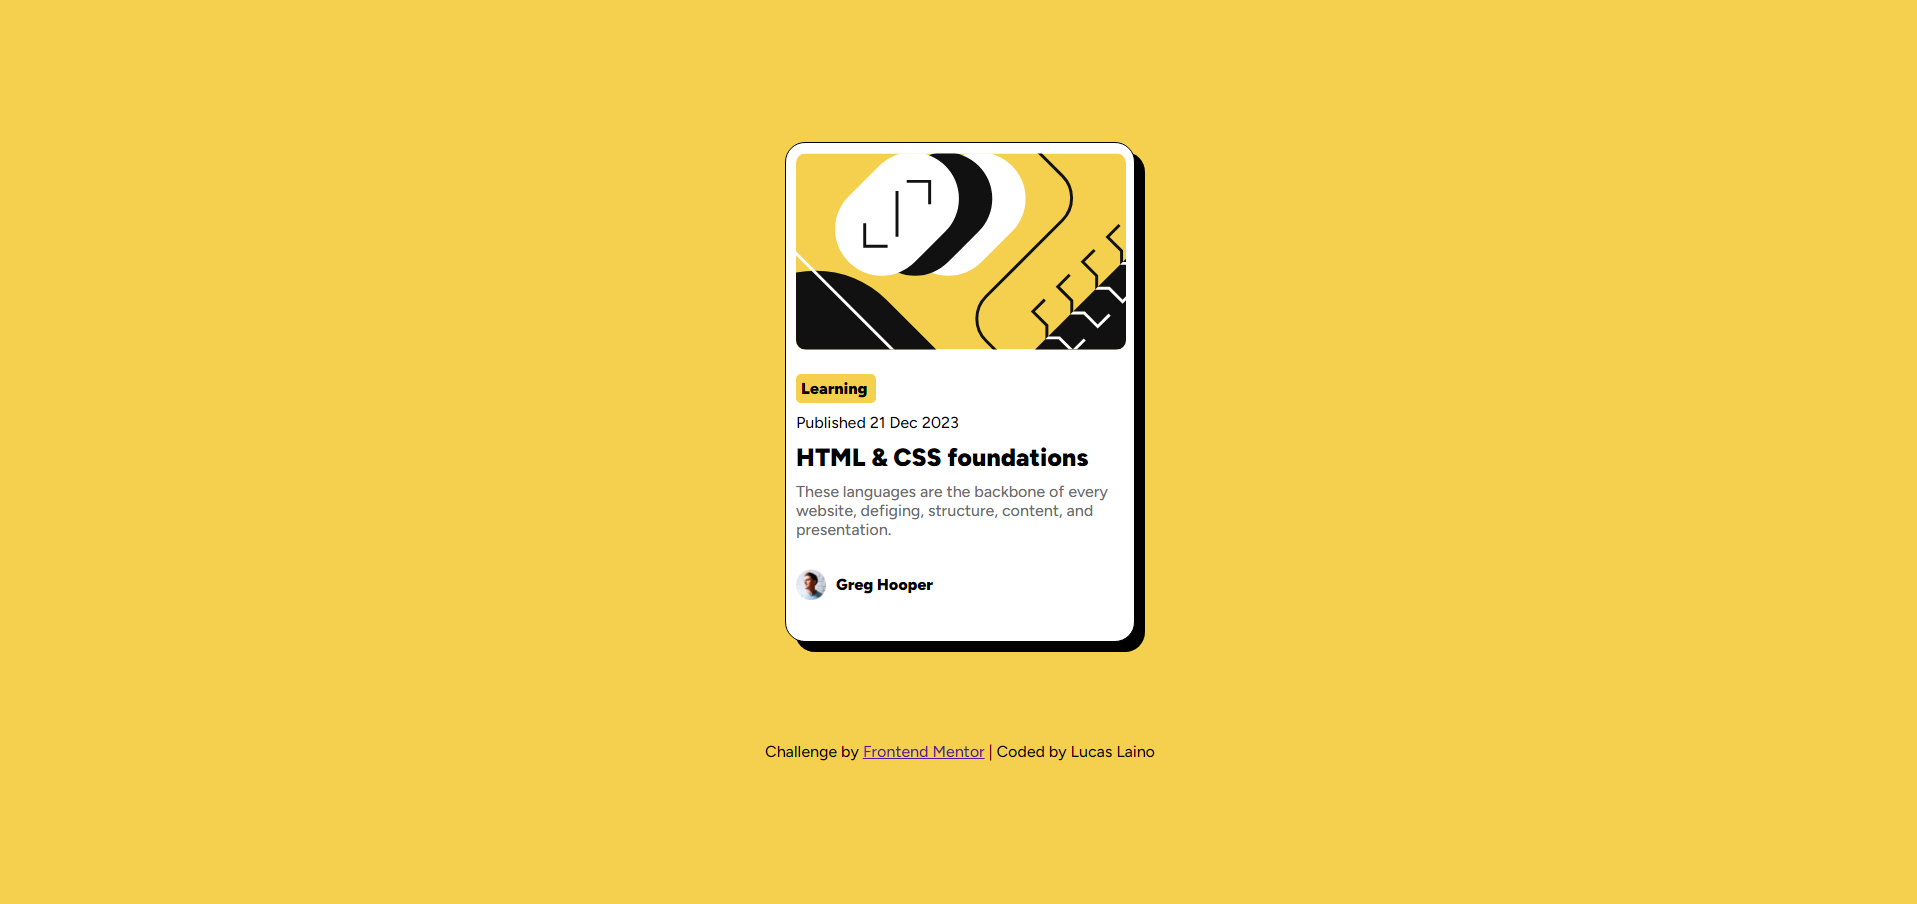 Learning
Published 21 Dec 2023
HTML & CSS foundations
These languages are the backbone of every
website, defiging, structure, content, and
presentation.
Greg Hooper
Challenge by Frontend Mentor | Coded by Lucas Laino